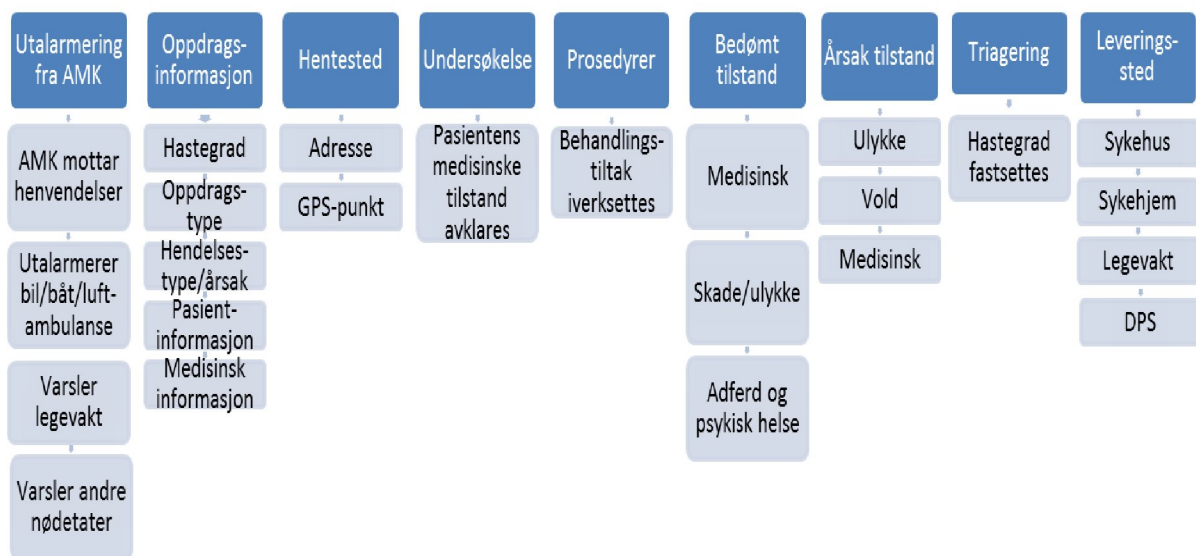 Utalarmering
fra AMK
AMK mottar
henvendelser
Utalarmerer
bil/båt/luft-
ambulanse
Varsler
legevakt
Varsler andre
nødetater
Oppdrags-
informasjon
Hastegrad
Oppdrags-
type
Hendelses-
type/årsak
Pasient-
informasjon
Medisinsk
informasjon
Hentested
Adresse
GPS-punkt
Undersøkelse
Pasientens
medisinske
tilstand
avklares
Prosedyrer
Behandlings-
tiltak
iverksettes
Bedømt
tilstand
Medisinsk
Skade/ulykke
Adferd og
psykisk helse
Årsak tilstand
Ulykke
Vold
Medisinsk
Triagering
Hastegrad
fastsettes
Leverings-
sted
Sykehus
Sykehjem
Legevakt
DPS